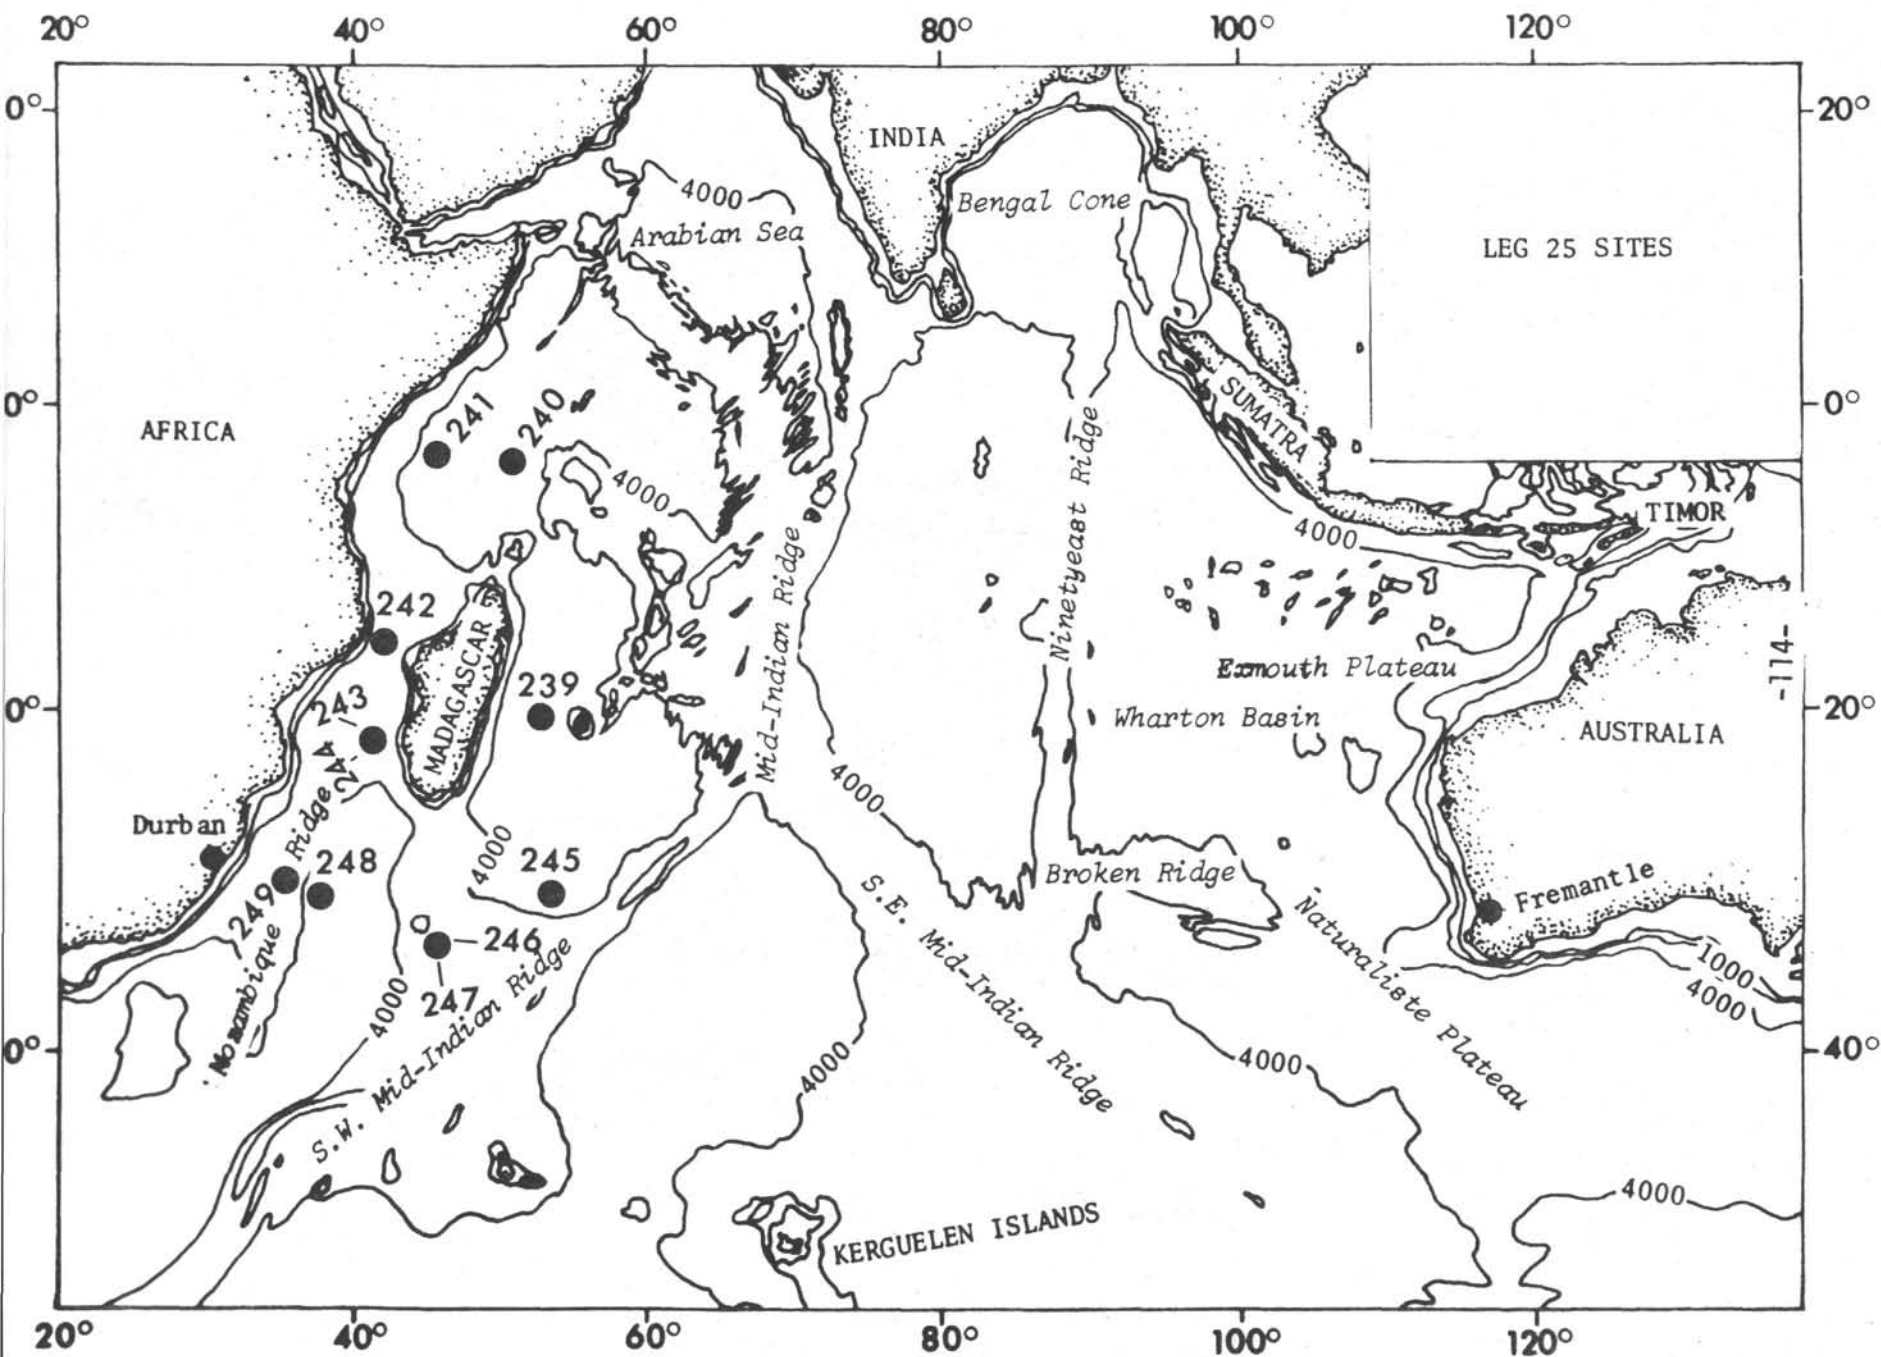 20° 40° 60° 80° 100° 120°
0° 20°
INDIA
4000
Bengal Cone
Arabian Sea
LEG 25 SITES
0° 0°
AFRICA
241
240
SUMATRA
4000
Ninetyeast Ridge
TIMOR
4000
242
Mid-Indian Ridge
MADAGASCAR
-114-
239
Exmouth Plateau
0° 20°
243
244
Wharton Basin
AUSTRALIA
4000
Durban
Ridge
248
4000
245
Broken Ridge
249
S.E. Mid-Indian Ridge
Naturaliste Plateau
Fremantle
246
247
Mozambique
4000
S.W. Mid-Indian Ridge
1000
4000
0° 40°
4000
4000
4000
KERGUELEN ISLANDS
20° 40° 60° 80° 100° 120°